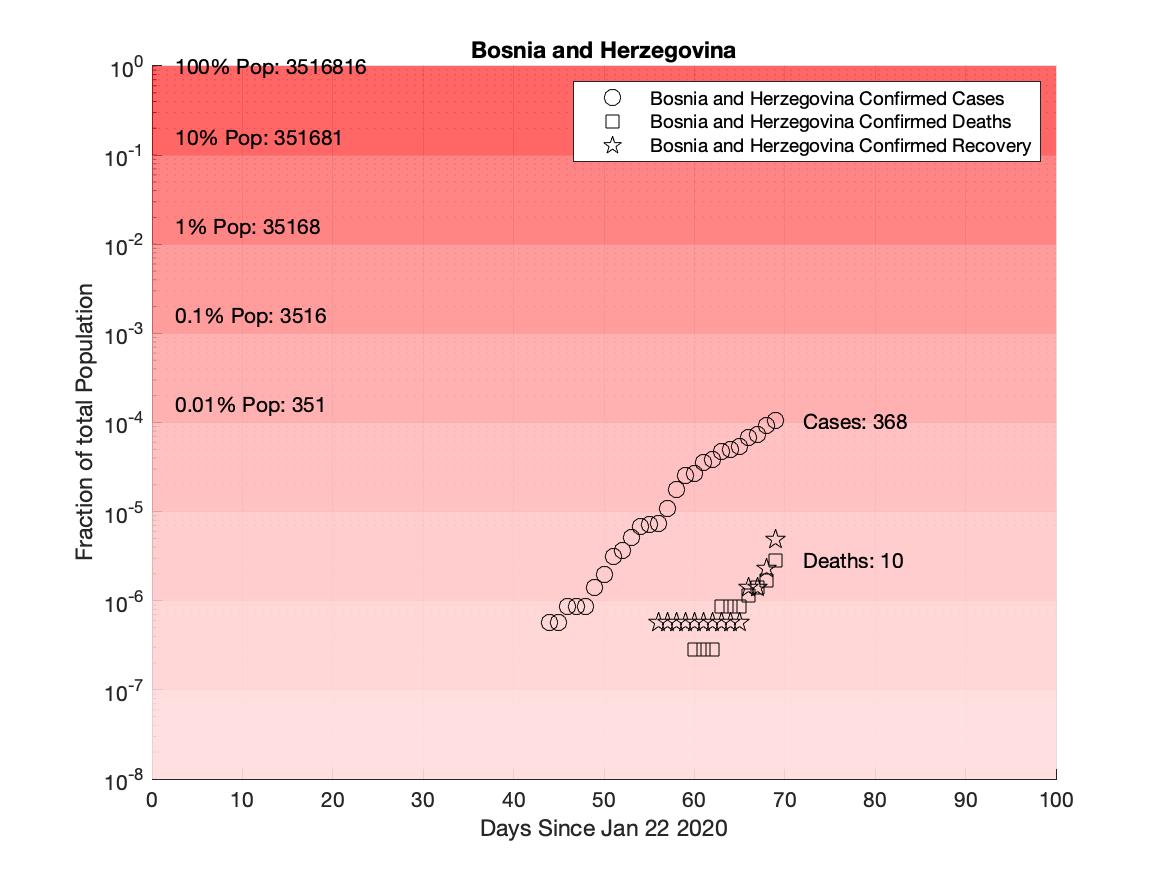 Bosnia and Herzegovina
10^0
100% Pop: 3516816
Bosnia and Herzegovina Confirmed Cases
Bosnia and Herzegovina Confirmed Deaths
Bosnia and Herzegovina Confirmed Recovery
10% Pop: 351681
10^-1
1% Pop: 35168
10^-2
0.1% Pop: 3516
10^-3
0.01% Pop: 351
10^-4
Cases: 368
10^-5
Deaths: 10
10^-6
10^-7
10^-8
Fraction of total Population
0 10 20 30 40 50 60 70 80 90 100
Days Since Jan 22 2020